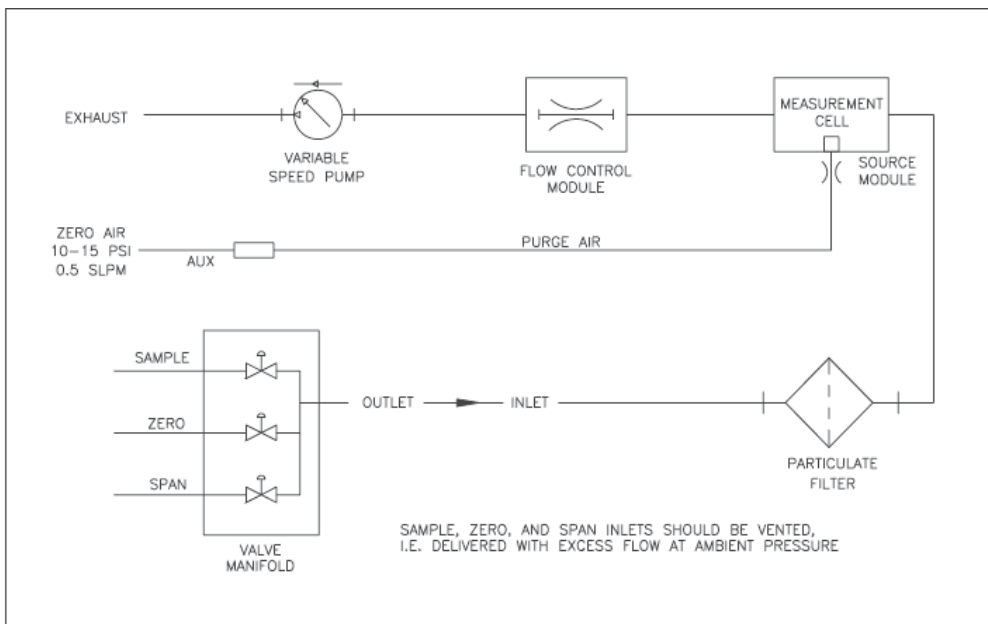 EXHAUST
VARIABLE
SPEED PUMP
FLOW CONTROL
MODULE
MEASUREMENT
CELL
SOURCE
MODULE
ZERO AIR
10-15 PSI
0.5 SLPM
AUX
PURGE AIR
SAMPLE
ZERO
SPAN
VALVE
MANIFOLD
OUTLET
INLET
PARTICULATE
FILTER
SAMPLE, ZERO, AND SPAN INLETS SHOULD BE VENTED,
I.E. DELIVERED WITH EXCESS FLOW AT AMBIENT PRESSURE